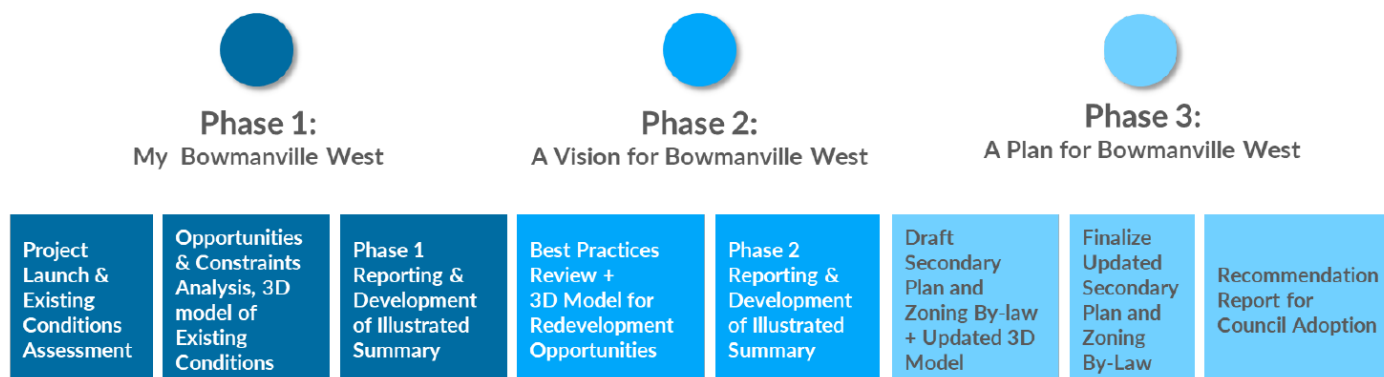 Phase 1:
My Bowmanville West
Phase 2:
A Vision for Bowmanville West
Phase 3:
A Plan for Bowmanville West
Project
Launch &
Existing
Conditions
Assessment
Opportunities
& Constraints
Analysis, 3D
model of
Existing
Conditions
Phase 1
Reporting &
Development
of Illustrated
Summary
Best Practices
Review +
3D Model for
Redevelopment
Opportunities
Phase 2
Reporting &
Development
of Illustrated
Summary
Draft
Secondary
Plan and
Zoning By-law
+ Updated 3D
Model
Finalize
Updated
Secondary
Plan and
Zoning
By-Law
Recommendation
Report for
Council Adoption